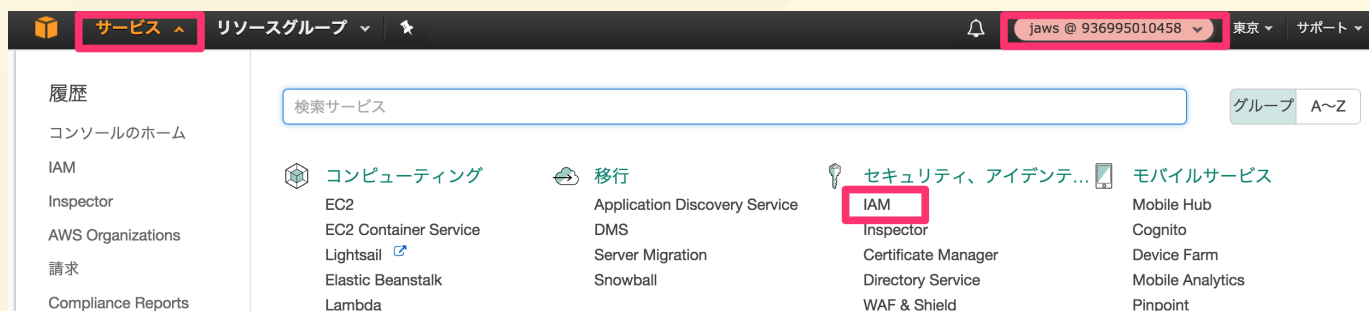 サービス リソースグループ jaws @ 936995010458 東京 サポート
履歴
コンソールのホーム
IAM
Inspector
AWS Organizations
請求
Compliance Reports
検索サービス
グループ A〜Z
コンピューティング
EC2
EC2 Container Service
Lightsail
Elastic Beanstalk
Lambda
移行
Application Discovery Service
DMS
Server Migration
Snowball
セキュリティ、アイデンテ...
IAM
Inspector
Certificate Manager
Directory Service
WAF & Shield
モバイルサービス
Mobile Hub
Cognito
Device Farm
Mobile Analytics
Pinpoint